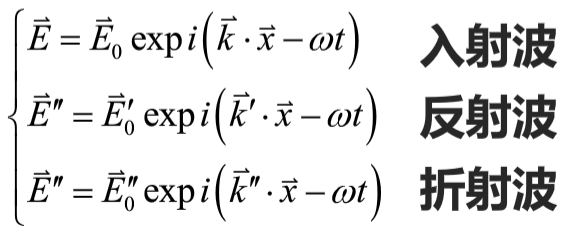 E⃗ = E⃗₀ exp i(k⃗ · x⃗ − ωt) 入射波
E⃗″ = E⃗₀′ exp i(k⃗′ · x⃗ − ωt) 反射波
E⃗″ = E⃗₀″ exp i(k⃗″ · x⃗ − ωt) 折射波